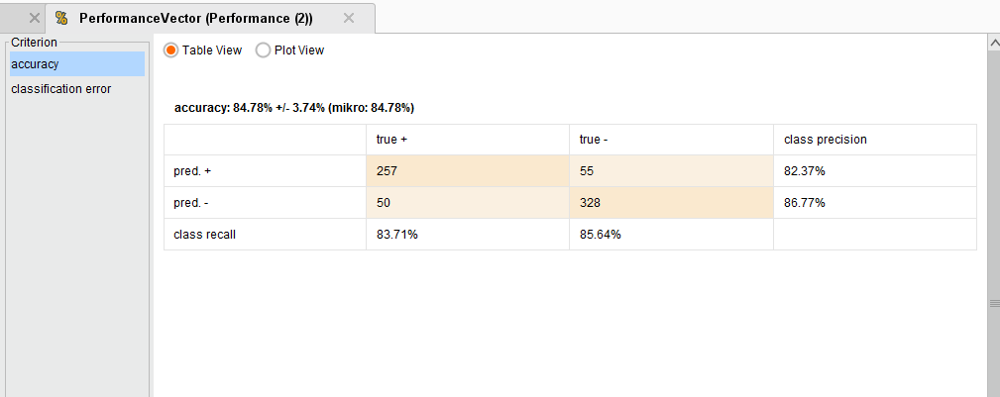 PerformanceVector (Performance (2))
Criterion
Table View Plot View
accuracy
classification error
accuracy: 84.78% +/- 3.74% (mikro: 84.78%)
true + true - class precision
pred. + 257 55 82.37%
pred. - 50 328 86.77%
class recall 83.71% 85.64%